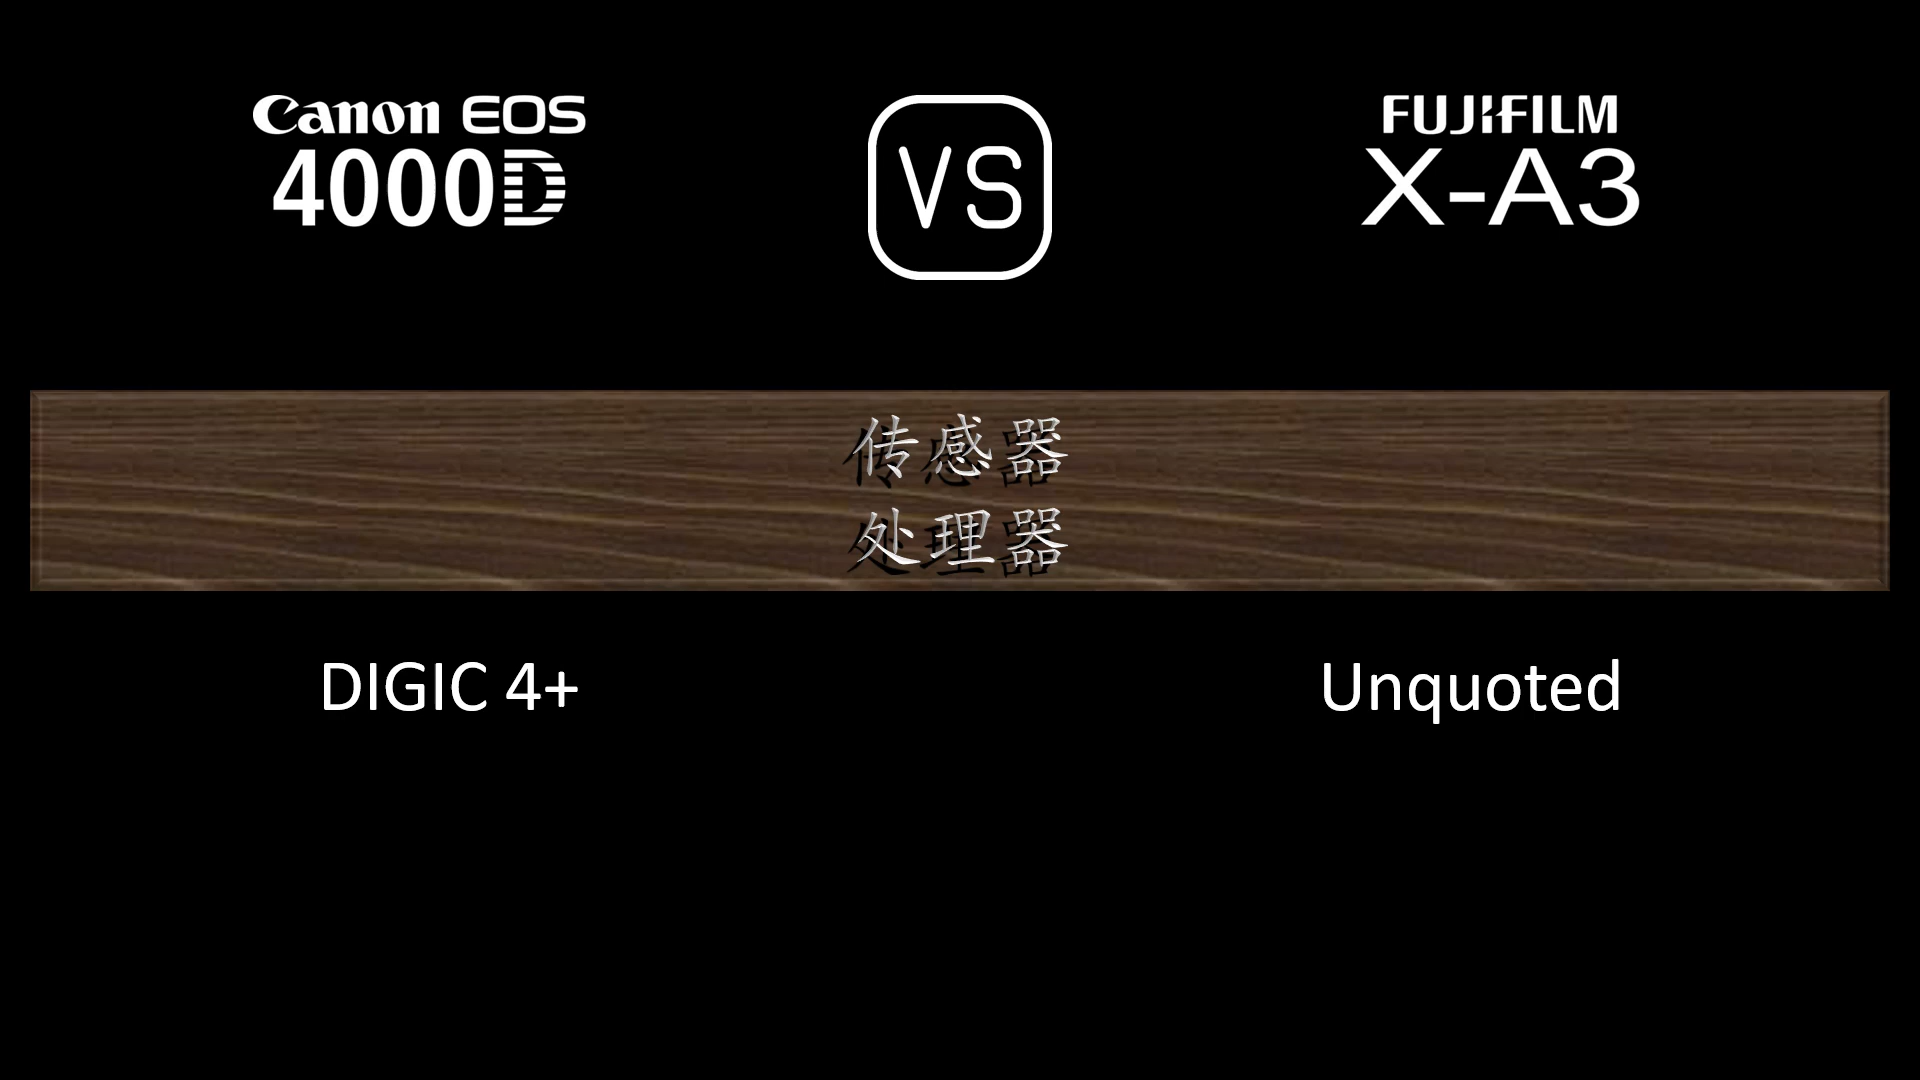 Canon EOS
4000D
VS
FUJIFILM
X-A3
传感器
处理器
DIGIC 4+
Unquoted